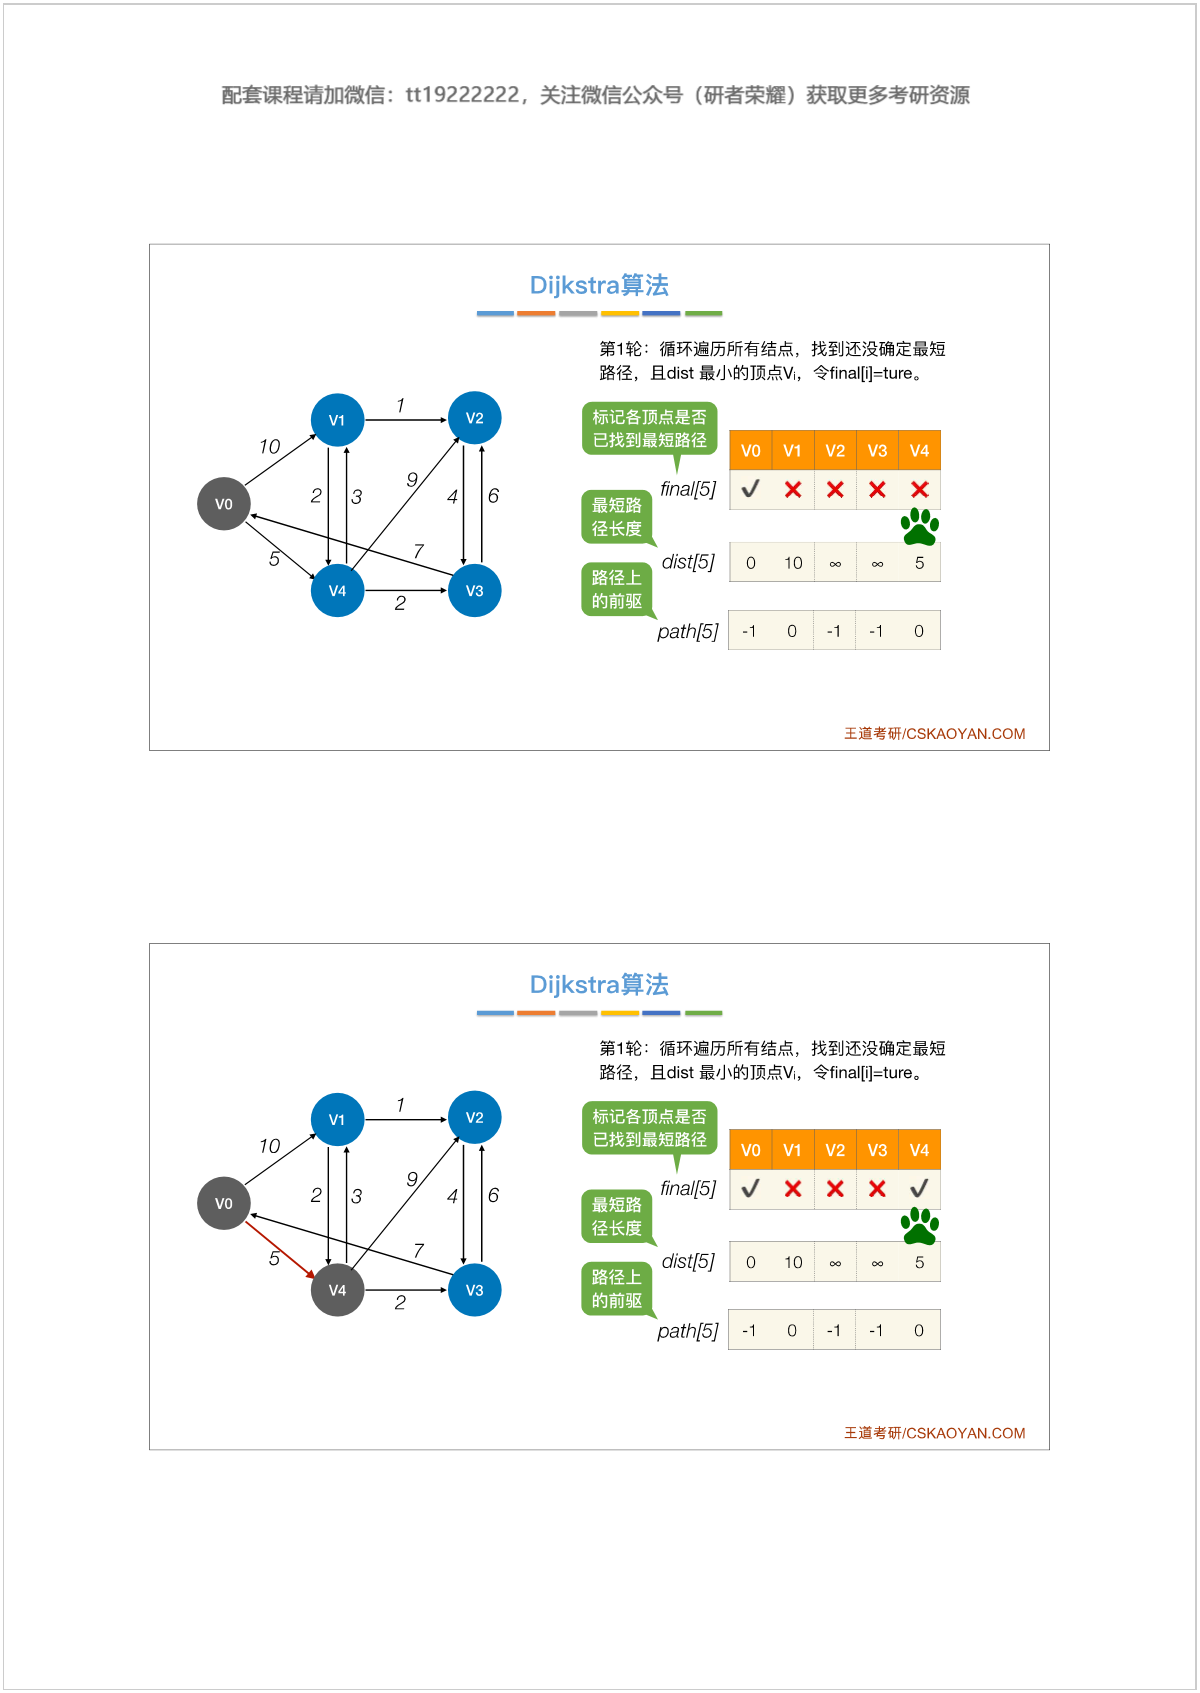 配套课程请加微信：tt19222222，关注微信公众号（研者荣耀）获取更多考研资源
Dijkstra算法
第1轮：循环遍历所有结点，找到还没确定最短
路径，且dist 最小的顶点Vi，令final[i]=ture。
标记各顶点是否
已找到最短路径
V0 V1 V2 V3 V4
final[5]
最短路
径长度
dist[5] 0 10 ∞ ∞ 5
路径上
的前驱
path[5] -1 0 -1 -1 0
V1 1 V2
10
9
2 3 4 6
V0
7
5
V4 2 V3
王道考研/CSKAOYAN.COM
Dijkstra算法
第1轮：循环遍历所有结点，找到还没确定最短
路径，且dist 最小的顶点Vi，令final[i]=ture。
标记各顶点是否
已找到最短路径
V0 V1 V2 V3 V4
final[5]
最短路
径长度
dist[5] 0 10 ∞ ∞ 5
路径上
的前驱
path[5] -1 0 -1 -1 0
V1 1 V2
10
9
2 3 4 6
V0
7
5
V4 2 V3
王道考研/CSKAOYAN.COM